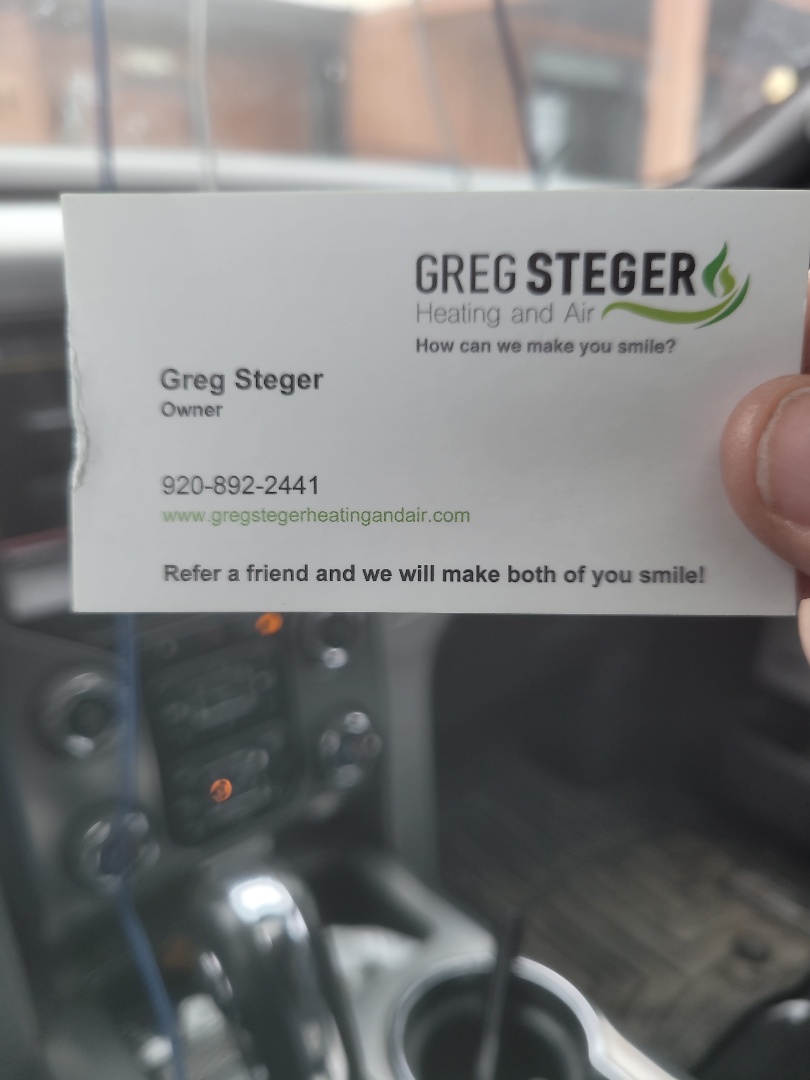 GREG STEGER
Heating and Air
How can we make you smile?
Greg Steger
Owner
920-892-2441
www.gregstegerheatingandair.com
Refer a friend and we will make both of you smile!